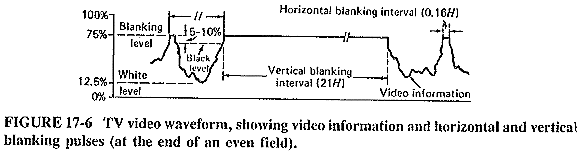 100%
Horizontal blanking interval (0.16H)
Blanking level
75%
5-10%
Black level
Vertical blanking interval (21H)
White level
12.5%
0%
Video information
FIGURE 17-6 TV video waveform, showing video information and horizontal and vertical
blanking pulses (at the end of an even field).